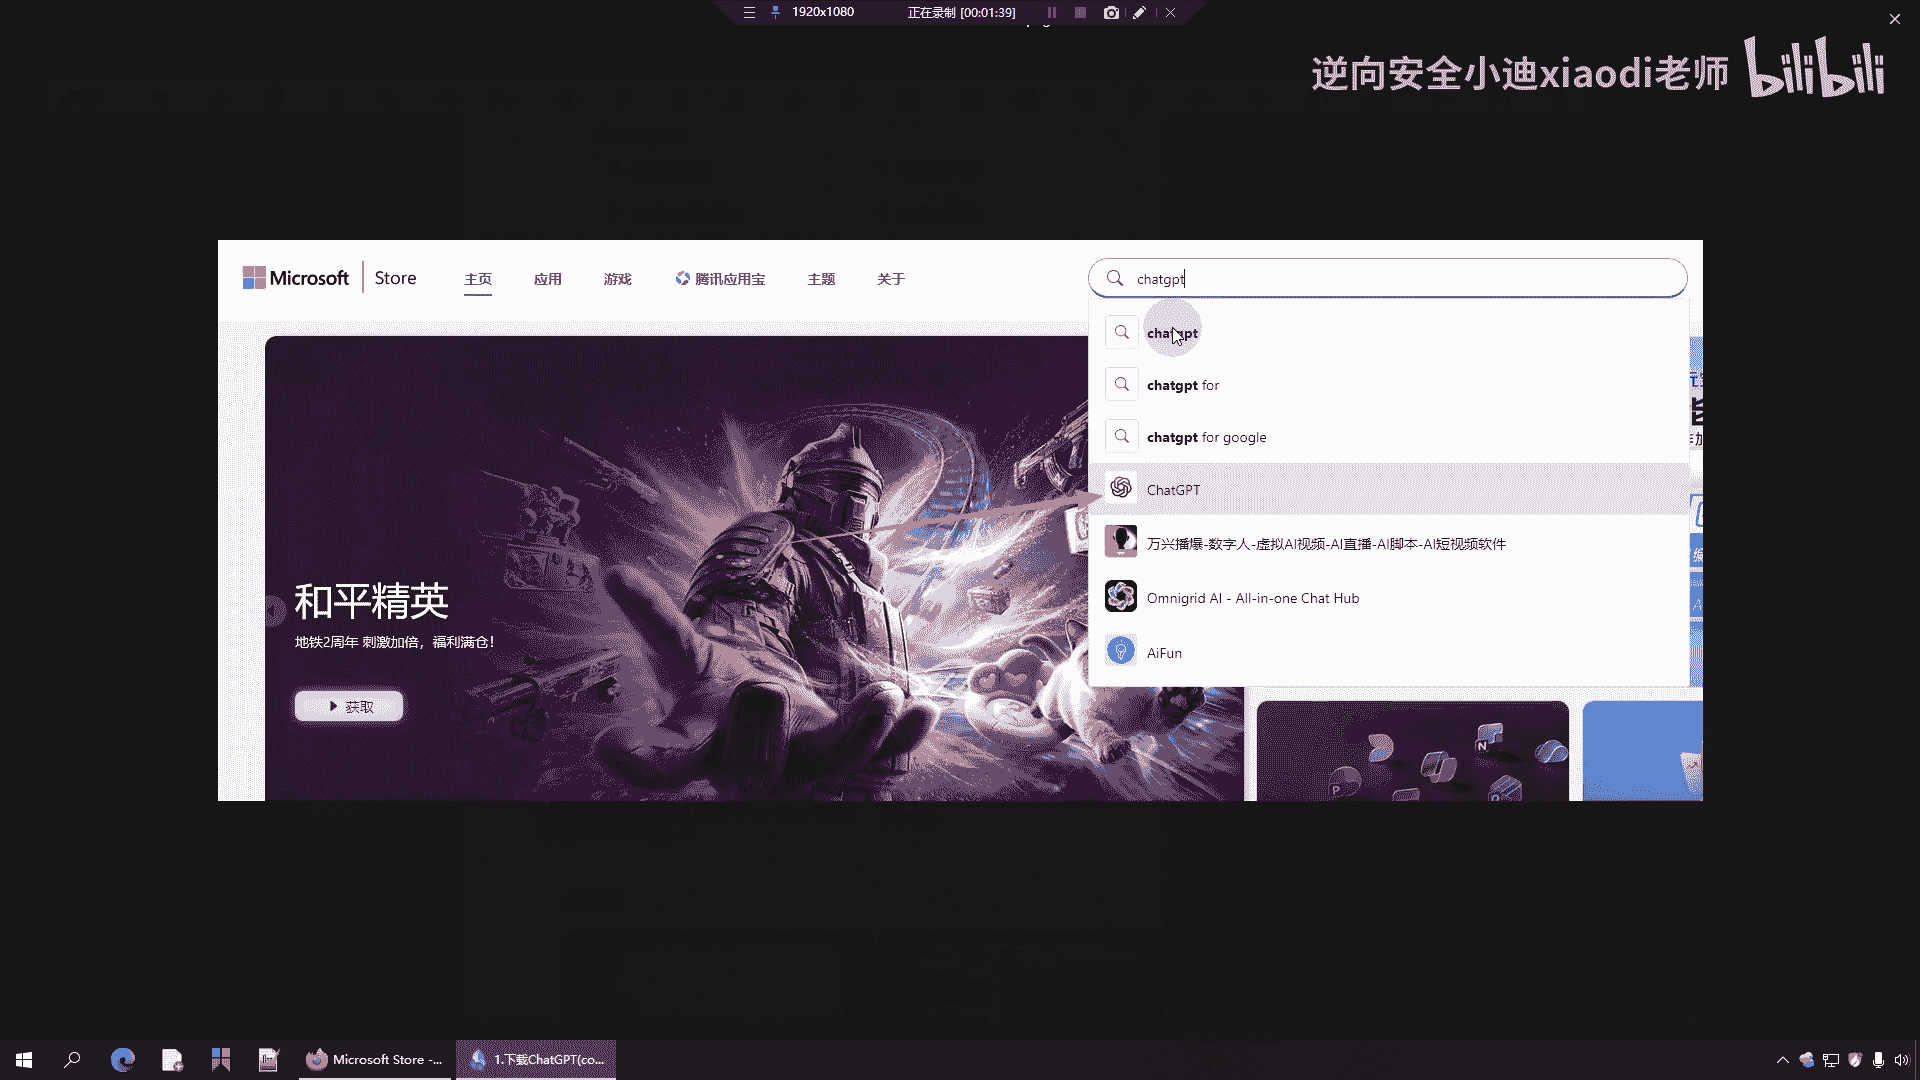 1920x1080 正在录制 [00:01:39]
逆向安全小迪xiaodi老师 bilibili
Microsoft Store 主页 应用 游戏 腾讯应用宝 主题 关于 chatgpt
chatgpt
chatgpt for
chatgpt for google
ChatGPT
万兴播爆-数字人-虚拟AI视频-AI直播-AI脚本-AI短视频软件
Omnigrid AI - All-in-one Chat Hub
AiFun
和平精英
地铁2周年 刺激加倍，福利满仓！
获取
Microsoft Store -... 1.下载ChatGPT(co...